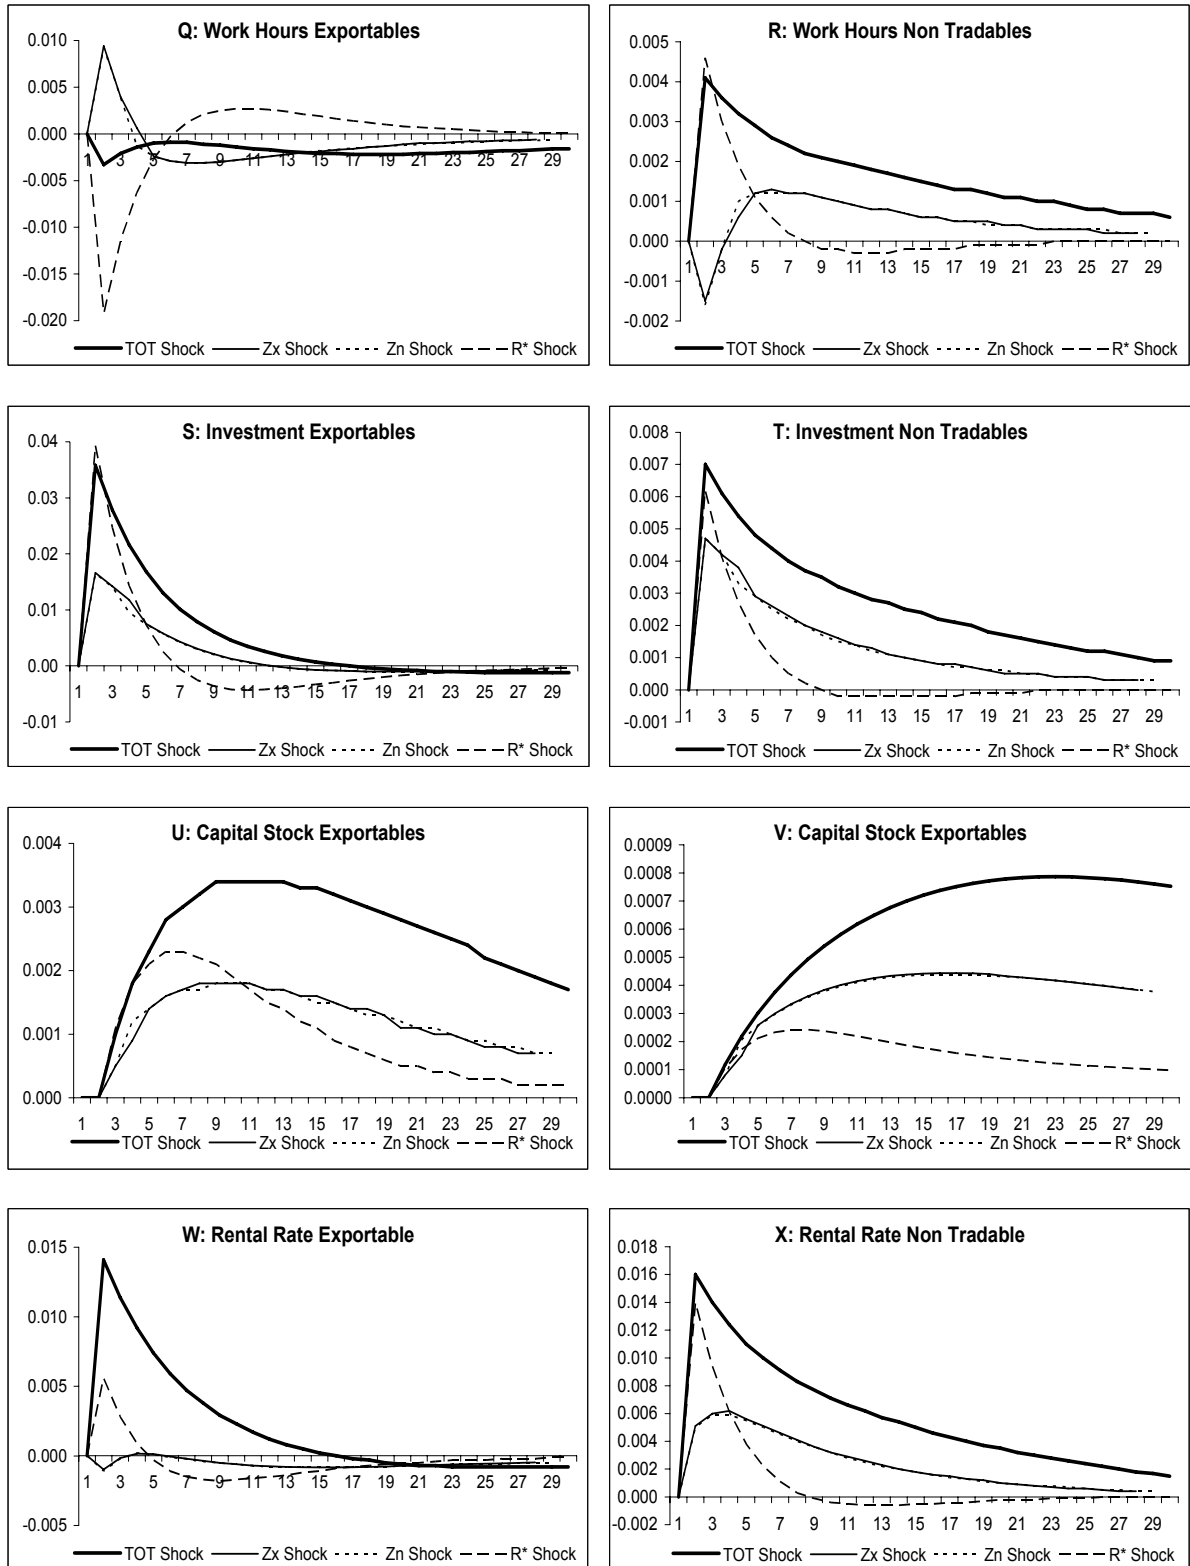 Q: Work Hours Exportables
0.010
0.005
0.000
-0.005
-0.010
-0.015
-0.020
1 3 5 7 9 11 13 15 17 19 21 23 25 27 29
TOT Shock Zx Shock Zn Shock R* Shock
R: Work Hours Non Tradables
0.005
0.004
0.003
0.002
0.001
0.000
-0.001
-0.002
1 3 5 7 9 11 13 15 17 19 21 23 25 27 29
TOT Shock Zx Shock Zn Shock R* Shock
S: Investment Exportables
0.04
0.03
0.02
0.01
0.00
-0.01
1 3 5 7 9 11 13 15 17 19 21 23 25 27 29
TOT Shock Zx Shock Zn Shock R* Shock
T: Investment Non Tradables
0.008
0.007
0.006
0.005
0.004
0.003
0.002
0.001
0.000
-0.001
1 3 5 7 9 11 13 15 17 19 21 23 25 27 29
TOT Shock Zx Shock Zn Shock R* Shock
U: Capital Stock Exportables
0.004
0.003
0.002
0.001
0.000
1 3 5 7 9 11 13 15 17 19 21 23 25 27 29
TOT Shock Zx Shock Zn Shock R* Shock
V: Capital Stock Exportables
0.0009
0.0008
0.0007
0.0006
0.0005
0.0004
0.0003
0.0002
0.0001
0.0000
1 3 5 7 9 11 13 15 17 19 21 23 25 27 29
TOT Shock Zx Shock Zn Shock R* Shock
W: Rental Rate Exportable
0.015
0.010
0.005
0.000
-0.005
1 3 5 7 9 11 13 15 17 19 21 23 25 27 29
TOT Shock Zx Shock Zn Shock R* Shock
X: Rental Rate Non Tradable
0.018
0.016
0.014
0.012
0.010
0.008
0.006
0.004
0.002
0.000
-0.002
1 3 5 7 9 11 13 15 17 19 21 23 25 27 29
TOT Shock Zx Shock Zn Shock R* Shock